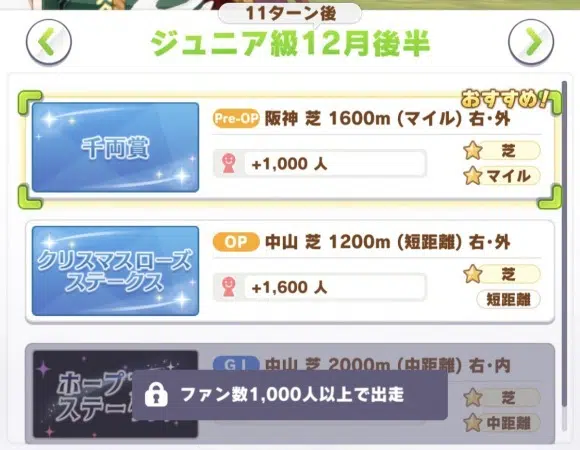 11ターン後
ジュニア級12月後半
おすすめ!
千両賞
Pre-OP 阪神 芝 1600m (マイル) 右・外
+1,000 人
芝
マイル
クリスマスローズ
ステークス
OP 中山 芝 1200m (短距離) 右・外
+1,600 人
芝
短距離
ホープ
ステー
GI 中山 芝 2000m (中距離) 右・内
芝
中距離
ファン数1,000人以上で出走